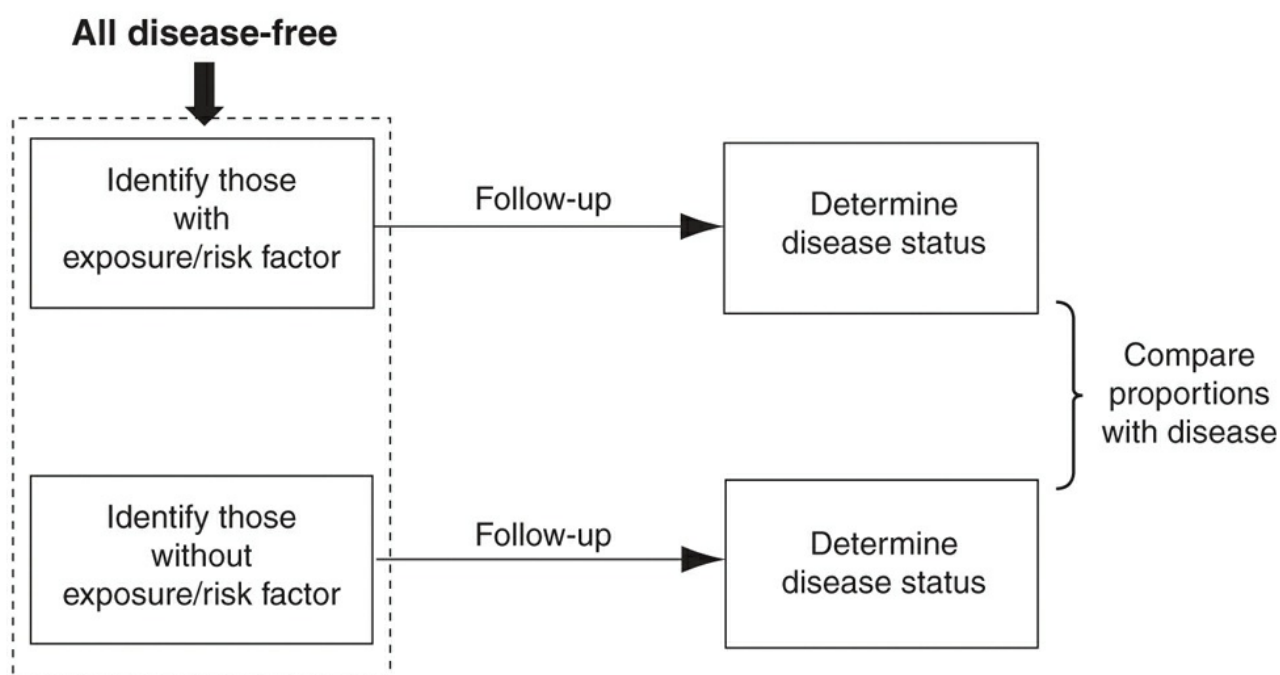 All disease-free
Identify those
with
exposure/risk factor
Follow-up
Determine
disease status
Compare
proportions
with disease
Identify those
without
exposure/risk factor
Follow-up
Determine
disease status